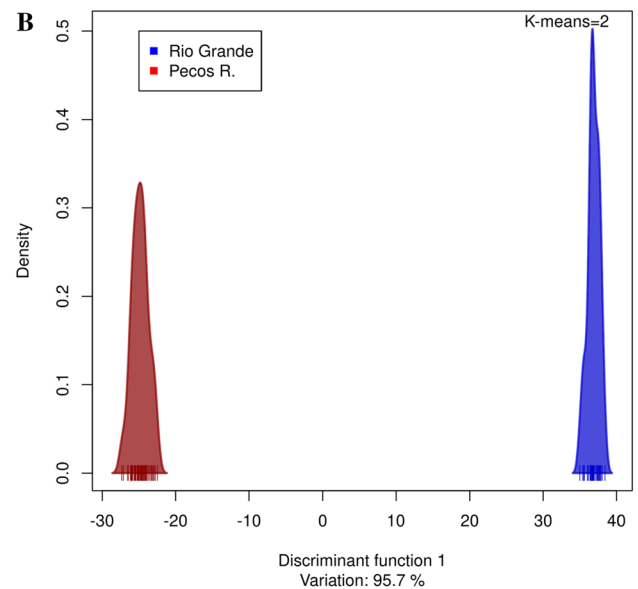 B
K-means=2
Rio Grande
Pecos R.
Density
0.5
0.4
0.3
0.2
0.1
0.0
-30 -20 -10 0 10 20 30 40
Discriminant function 1
Variation: 95.7 %